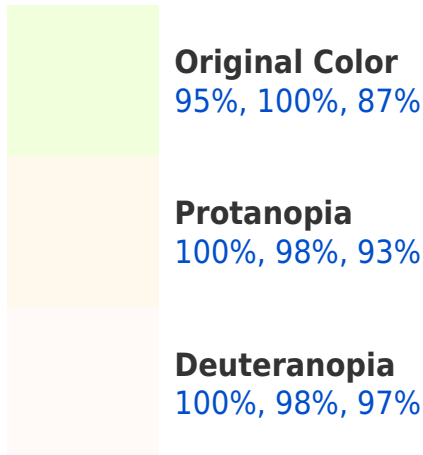 Original Color
95%, 100%, 87%
Protanopia
100%, 98%, 93%
Deuteranopia
100%, 98%, 97%